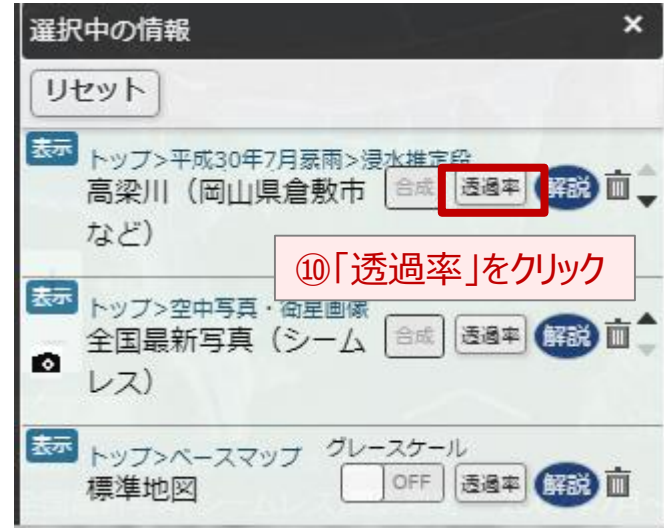 選択中の情報 ×
リセット
表示 トップ>平成30年7月豪雨>浸水推定段
高梁川（岡山県倉敷市 合成 透過率 解説
など）
⑩「透過率」をクリック
表示 トップ>空中写真・衛星画像
全国最新写真（シーム 合成 透過率 解説
レス）
表示 トップ>ベースマップ グレースケール
標準地図 OFF 透過率 解説